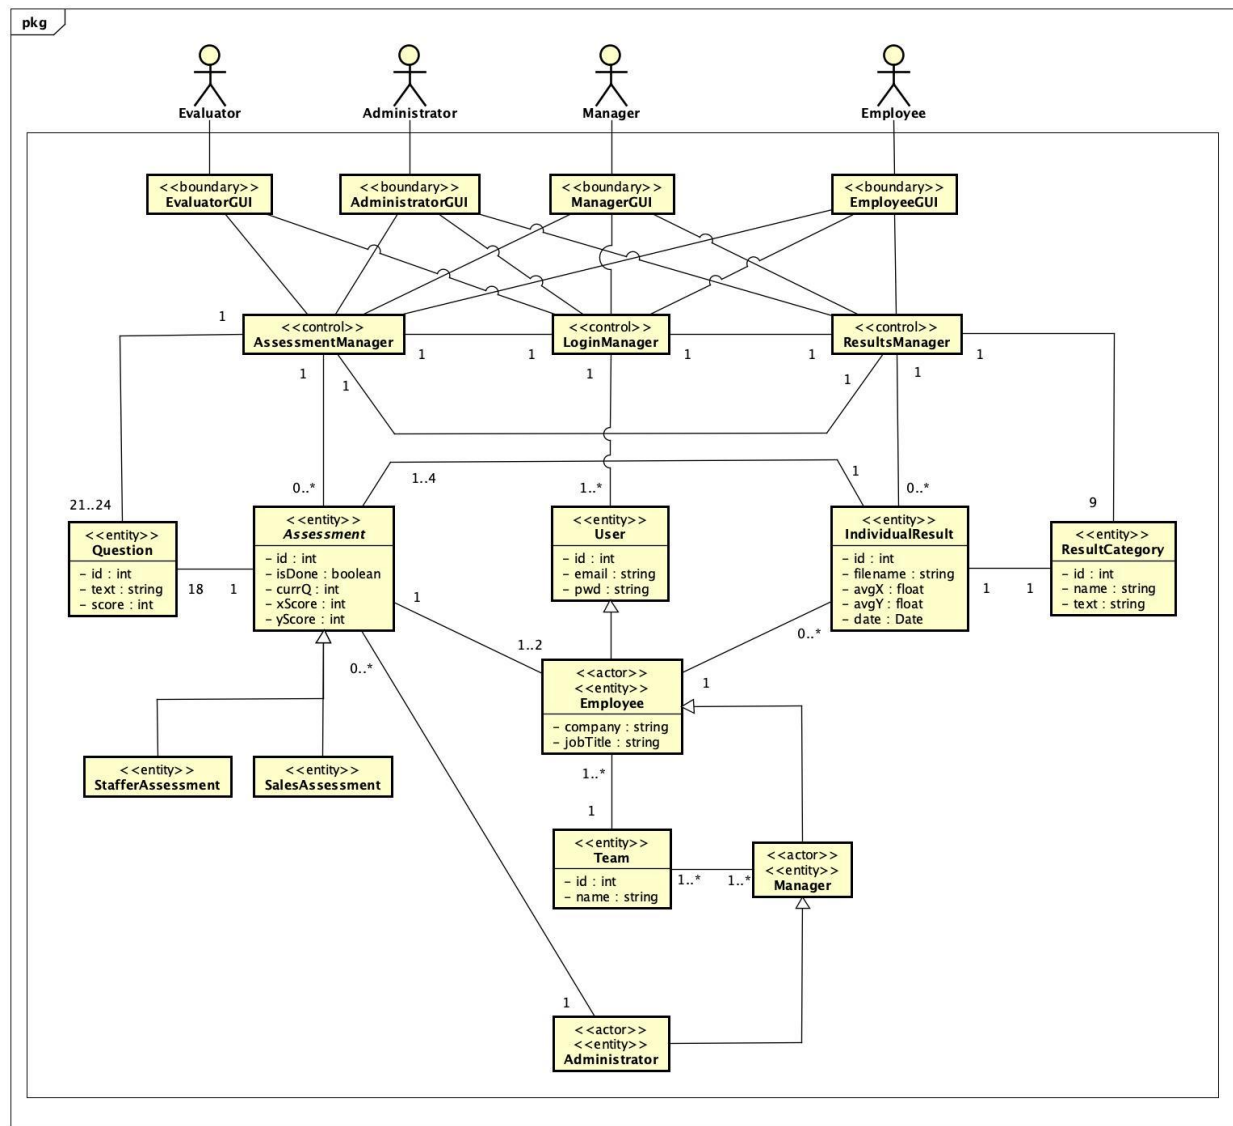 pkg
Evaluator
Administrator
Manager
Employee
<<boundary>>
EvaluatorGUI
<<boundary>>
AdministratorGUI
<<boundary>>
ManagerGUI
<<boundary>>
EmployeeGUI
1
<<control>>
AssessmentManager
<<control>>
LoginManager
<<control>>
ResultsManager
1
1
1
1
1
1
1
1
1
1
1..4
1
0..*
1..*
0..*
21..24
9
<<entity>>
Question
- id : int
- text : string
- score : int
<<entity>>
Assessment
- id : int
- isDone : boolean
- currQ : int
- xScore : int
- yScore : int
<<entity>>
User
- id : int
- email : string
- pwd : string
<<entity>>
IndividualResult
- id : int
- filename : string
- avgX : float
- avgY : float
- date : Date
<<entity>>
ResultCategory
- id : int
- name : string
- text : string
18
1
1
1
1
1..2
0..*
0..*
1
<<actor>>
<<entity>>
Employee
- company : string
- jobTitle : string
<<entity>>
StafferAssessment
<<entity>>
SalesAssessment
1..*
1
<<entity>>
Team
- id : int
- name : string
1..*
1..*
<<actor>>
<<entity>>
Manager
1
<<actor>>
<<entity>>
Administrator